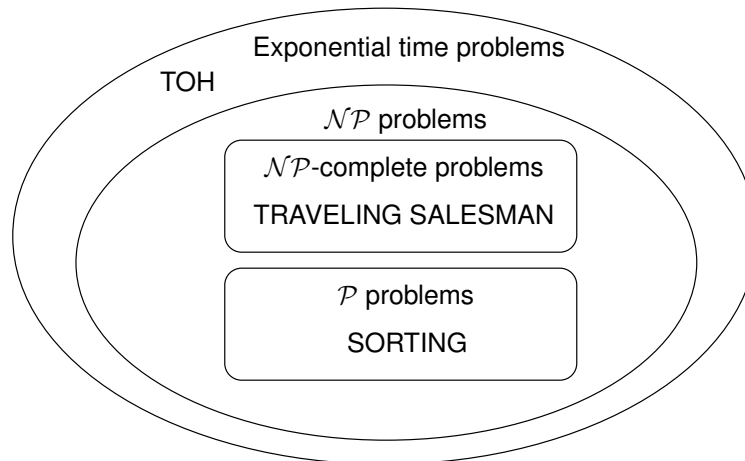 Exponential time problems
TOH
𝒩𝒫 problems
𝒩𝒫-complete problems
TRAVELING SALESMAN
𝒫 problems
SORTING